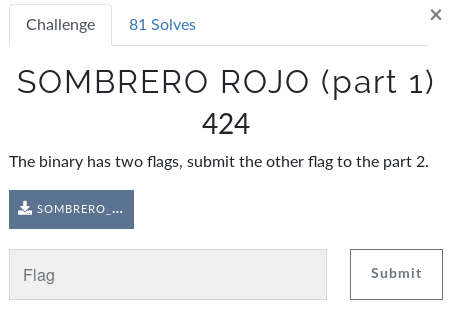 Challenge
81 Solves
×
SOMBRERO ROJO (part 1)
424
The binary has two flags, submit the other flag to the part 2.
SOMBRERO_...
Flag
Submit